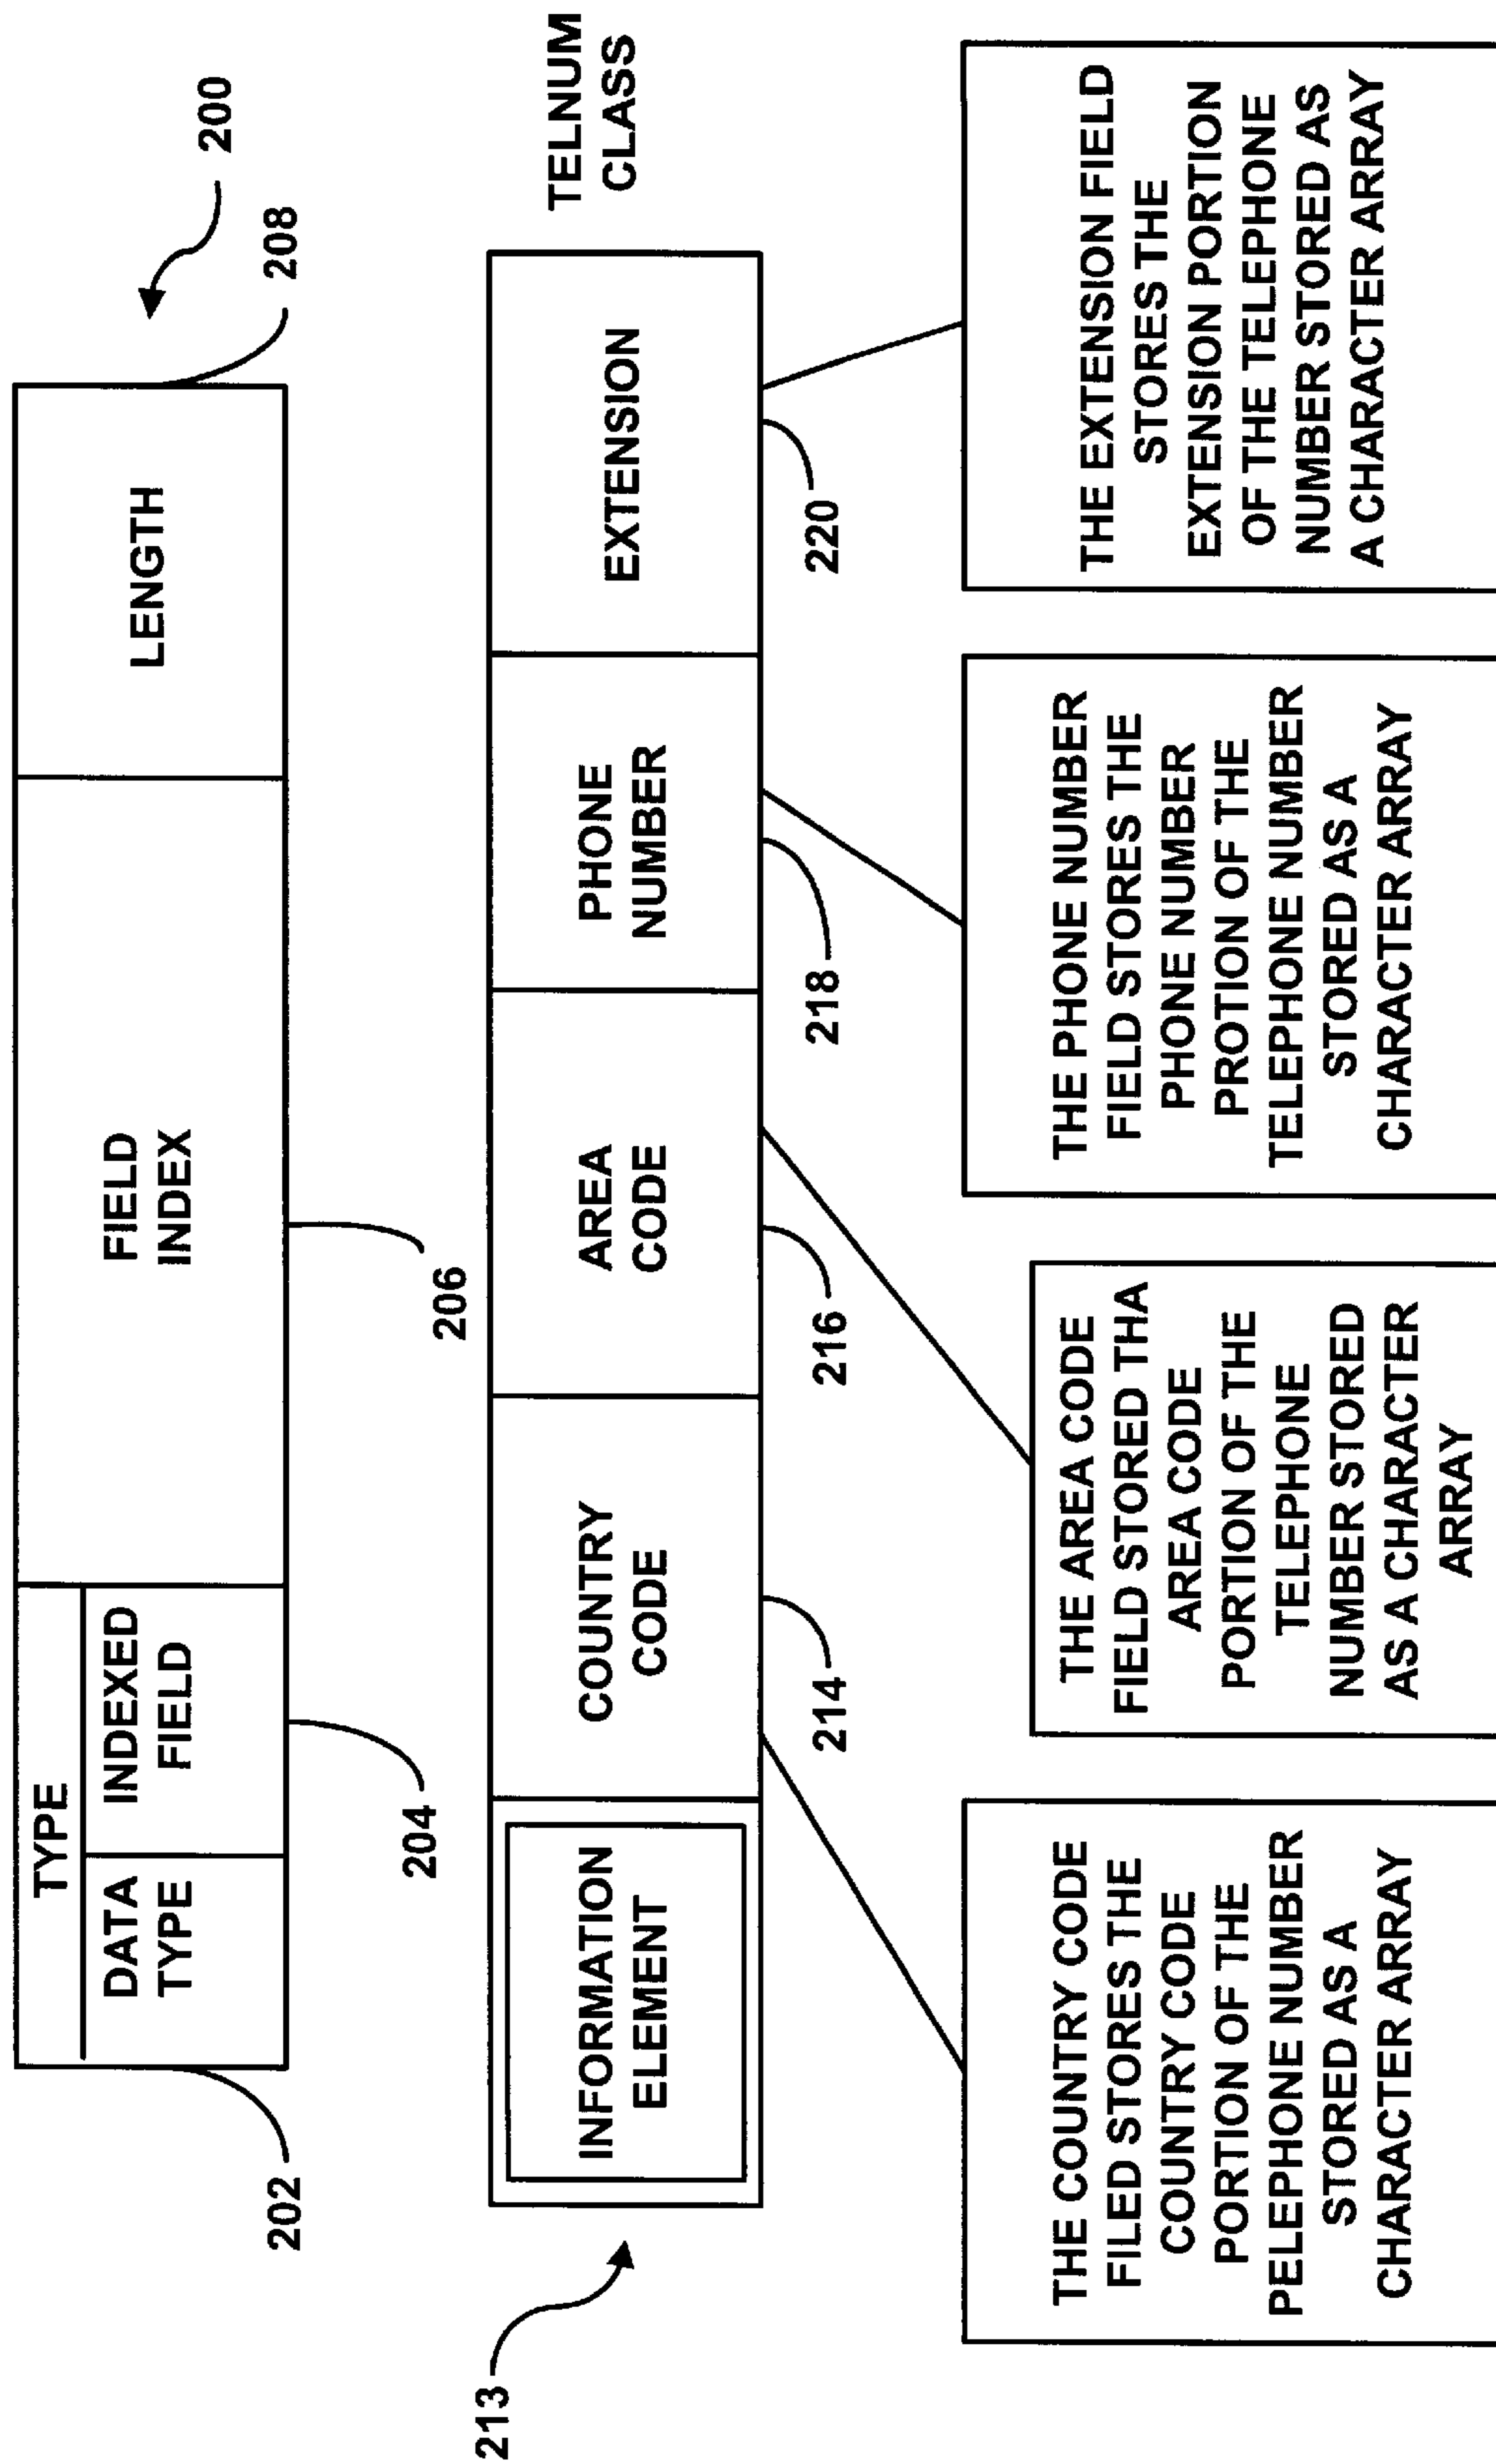 200
208
TYPE
DATA
TYPE
INDEXED
FIELD
FIELD
INDEX
LENGTH
202
204
206
213
TELNUM
CLASS
INFORMATION
ELEMENT
COUNTRY
CODE
AREA
CODE
PHONE
NUMBER
EXTENSION
214
216
218
220
THE COUNTRY CODE
FILED STORES THE
COUNTRY CODE
PORTION OF THE
PELEPHONE NUMBER
STORED AS A
CHARACTER ARRAY
THE AREA CODE
FIELD STORED THA
AREA CODE
PORTION OF THE
TELEPHONE
NUMBER STORED
AS A CHARACTER
ARRAY
THE PHONE NUMBER
FIELD STORES THE
PHONE NUMBER
PROTION OF THE
TELEPHONE NUMBER
STORED AS A
CHARACTER ARRAY
THE EXTENSION FIELD
STORES THE
EXTENSION PORTION
OF THE TELEPHONE
NUMBER STORED AS
A CHARACTER ARRAY